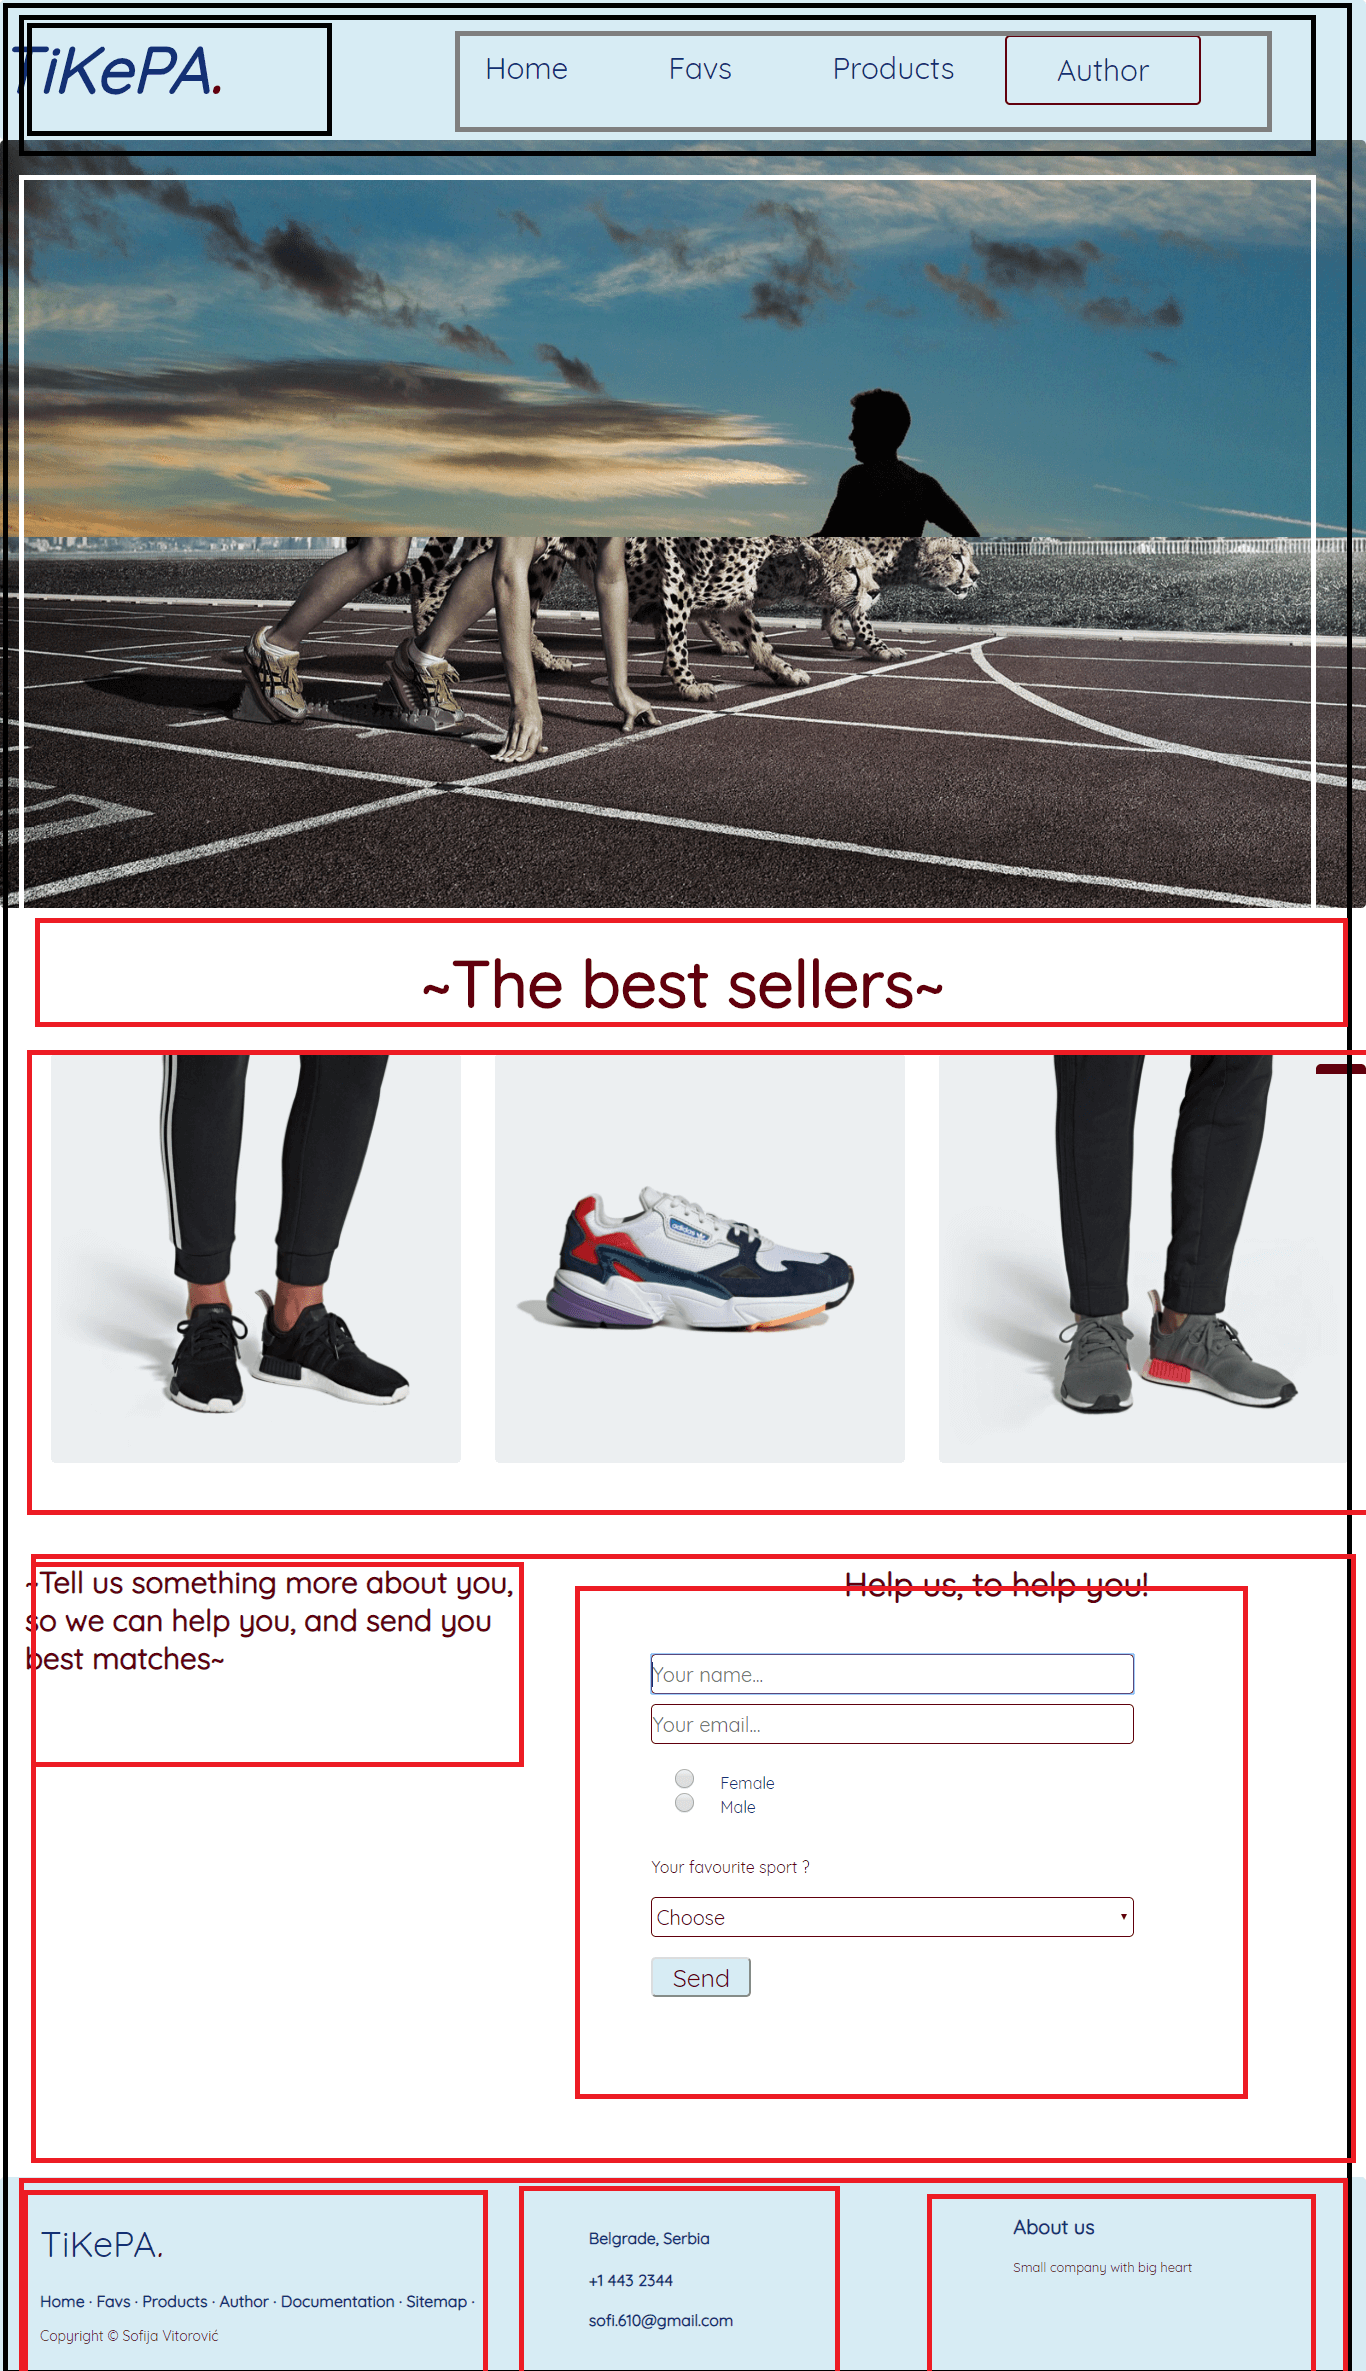 TiKePA.
Home Favs Products Author
~The best sellers~
adidas
~Tell us something more about you,
so we can help you, and send you
best matches~
Help us, to help you!
Your name...
Your email...
Female
Male
Your favourite sport ?
Choose
Send
TiKePA.
Home · Favs · Products · Author · Documentation · Sitemap ·
Copyright © Sofija Vitorović
Belgrade, Serbia
+1 443 2344
sofi.610@gmail.com
About us
Small company with big heart